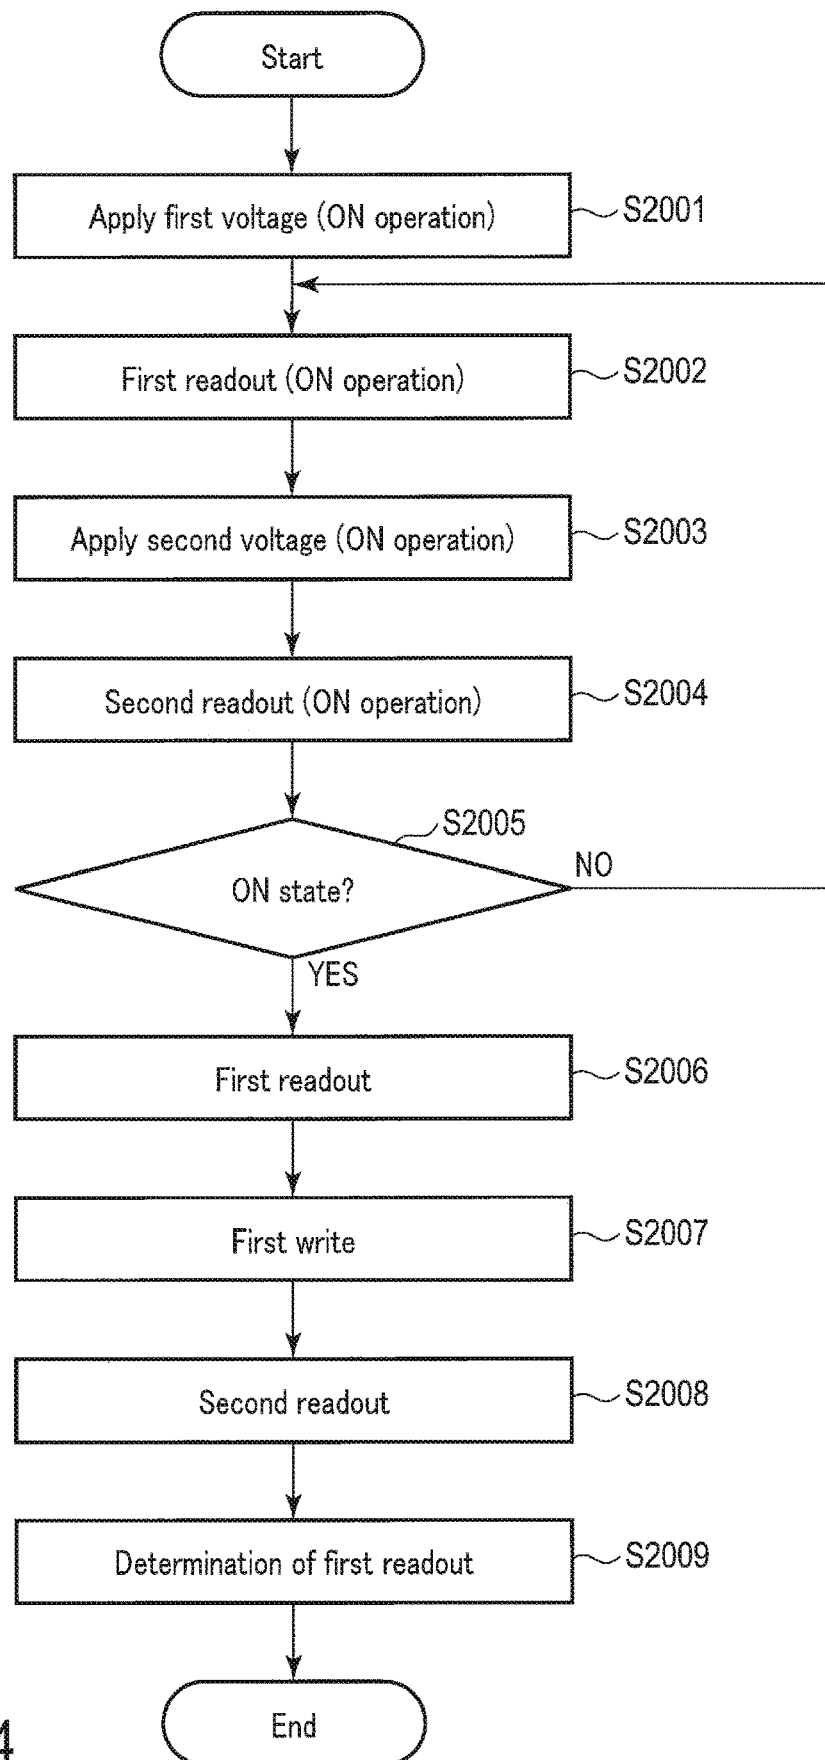 Start
Apply first voltage (ON operation)
S2001
First readout (ON operation)
S2002
Apply second voltage (ON operation)
S2003
Second readout (ON operation)
S2004
S2005
ON state?
NO
YES
First readout
S2006
First write
S2007
Second readout
S2008
Determination of first readout
S2009
End
4